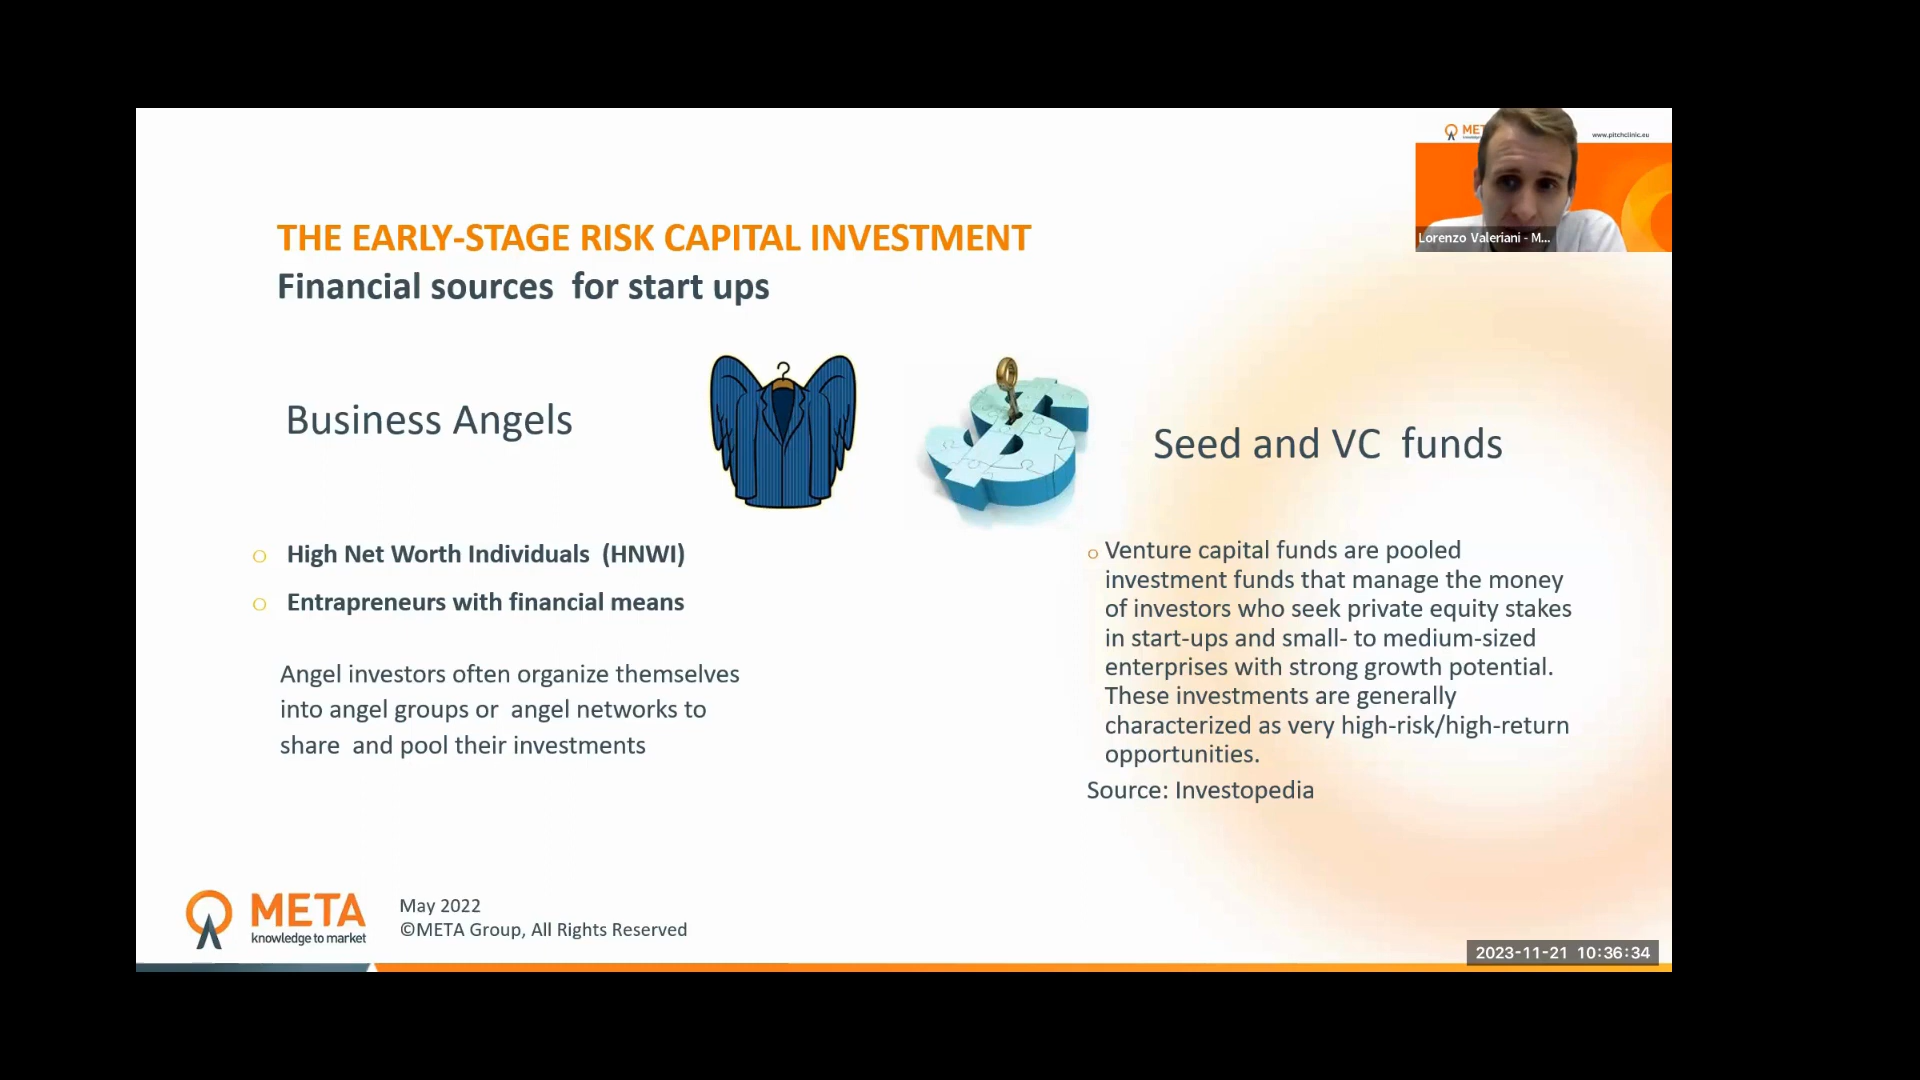 MET
www.pitchclinic.eu
Lorenzo Valeriani - M...
THE EARLY-STAGE RISK CAPITAL INVESTMENT
Financial sources for start ups
Business Angels
Seed and VC funds
o High Net Worth Individuals (HNWI)
o Entrapreneurs with financial means
Angel investors often organize themselves
into angel groups or angel networks to
share and pool their investments
o Venture capital funds are pooled
investment funds that manage the money
of investors who seek private equity stakes
in start-ups and small- to medium-sized
enterprises with strong growth potential.
These investments are generally
characterized as very high-risk/high-return
opportunities.
Source: Investopedia
META
knowledge to market
May 2022
©META Group, All Rights Reserved
2023-11-21 10:36:34